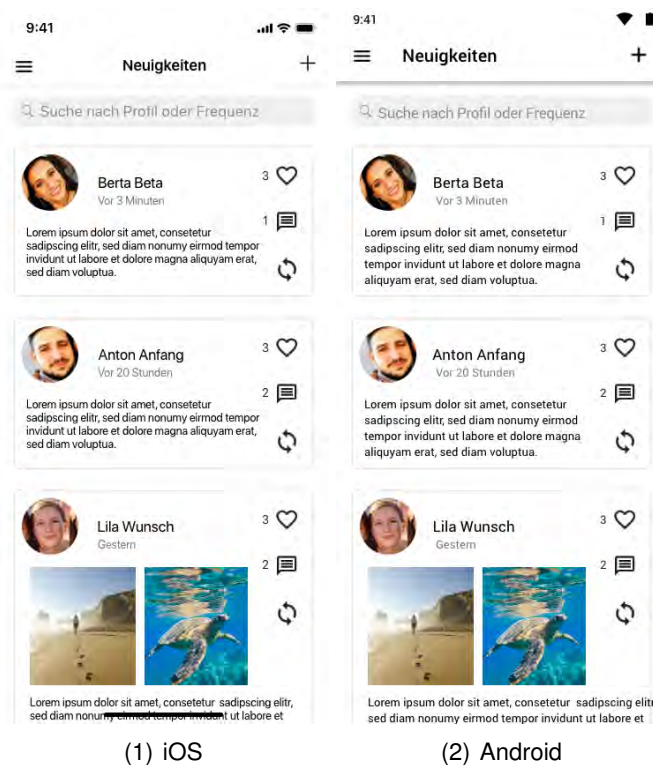 9:41
Neuigkeiten
Suche nach Profil oder Frequenz
Berta Beta
3
Vor 3 Minuten
1
Lorem ipsum dolor sit amet, consetetur
sadipscing elitr, sed diam nonumy eirmod tempor
invidunt ut labore et dolore magna aliquyam erat,
sed diam voluptua.
Anton Anfang
3
Vor 20 Stunden
2
Lorem ipsum dolor sit amet, consetetur
sadipscing elitr, sed diam nonumy eirmod tempor
invidunt ut labore et dolore magna aliquyam erat,
sed diam voluptua.
Lila Wunsch
3
Gestern
2
Lorem ipsum dolor sit amet, consetetur sadipscing elitr,
sed diam nonumy eirmod tempor invidunt ut labore et
(1) iOS
9:41
Neuigkeiten
Suche nach Profil oder Frequenz
Berta Beta
3
Vor 3 Minuten
1
Lorem ipsum dolor sit amet, consetetur
sadipscing elitr, sed diam nonumy eirmod
tempor invidunt ut labore et dolore magna
aliquyam erat, sed diam voluptua.
Anton Anfang
3
Vor 20 Stunden
2
Lorem ipsum dolor sit amet, consetetur
sadipscing elitr, sed diam nonumy eirmod
tempor invidunt ut labore et dolore magna
aliquyam erat, sed diam voluptua.
Lila Wunsch
3
Gestern
2
Lorem ipsum dolor sit amet, consetetur sadipscing elitr
sed diam nonumy eirmod tempor invidunt ut labore et
(2) Android